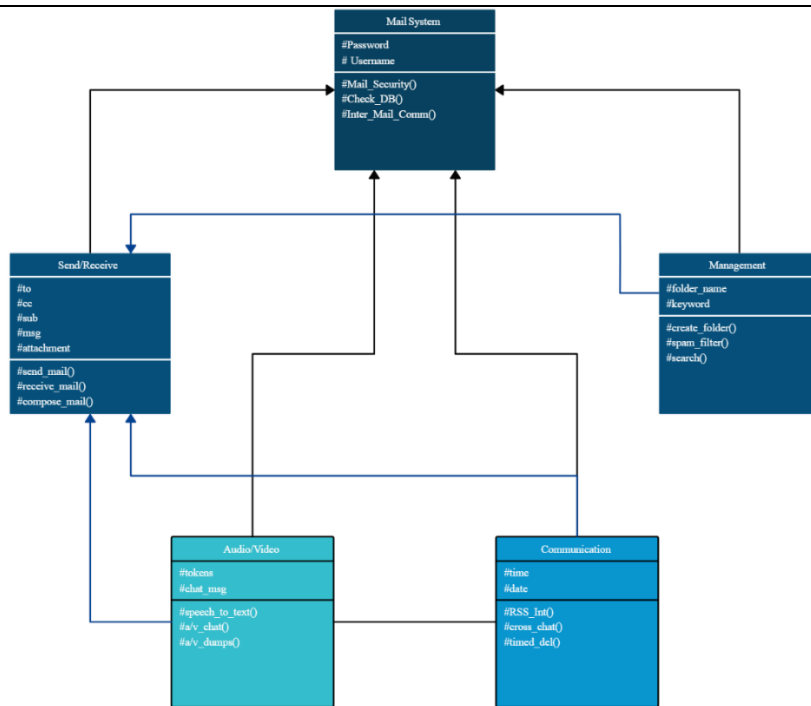 Mail System
#Password
# Username
#Mail_Security()
#Check_DB()
#Inter_Mail_Comm()
Send/Receive
#to
#cc
#sub
#msg
#attachment
#send_mail()
#receive_mail()
#compose_mail()
Management
#folder_name
#keyword
#create_folder()
#spam_filter()
#search()
Audio/Video
#tokens
#chat_msg
#speech_to_text()
#a/v_chat()
#a/v_dumps()
Communication
#time
#date
#RSS_Int()
#cross_chat()
#timed_del()